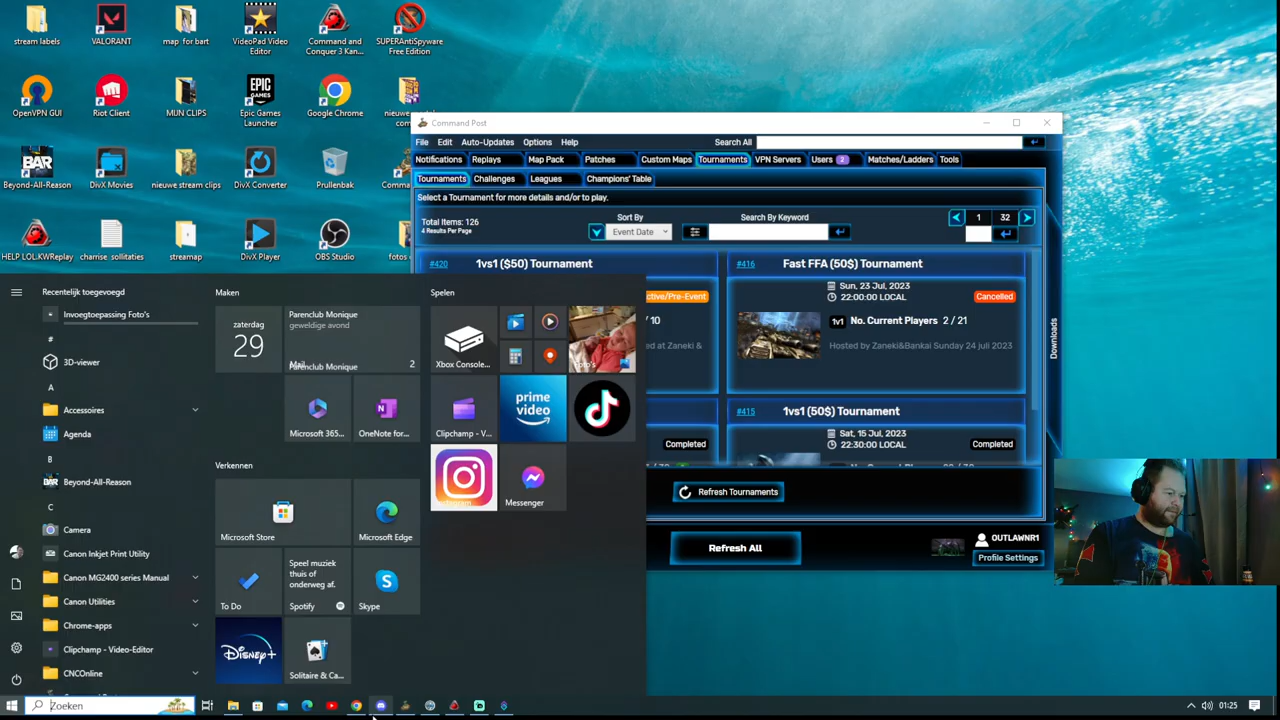 stream labels
VALORANT
map for bart
VideoPad Video
Editor
Command and
Conquer 3 Kan...
SUPERAntiSpyware
Free Edition
OpenVPN GUI
Riot Client
MIJN CLIPS
EPIC
GAMES
Epic Games
Launcher
Google Chrome
BAR
Beyond-All-Reason
DivX Movies
nieuwe stream clips
DivX Converter
Prullenbak
HELP LOL:KWReplay
charrise_sollitaties
streamap
DivX Player
OBS Studio
Command Post
File Edit Auto-Updates Options Help Search All
Notifications Replays Map Pack Patches Custom Maps Tournaments VPN Servers Users 2 Matches/Ladders Tools
Tournaments Challenges Leagues Champions' Table
Select a Tournament for more details and/or to play.
Total Items: 126
4 Results Per Page
Sort By
Event Date
Search By Keyword
1 32
#420 1vs1 ($50) Tournament
/10
#416 Fast FFA (50$) Tournament
Sun, 23 Jul, 2023
22:00:00 LOCAL
Cancelled
1v1 No. Current Players 2 / 21
Hosted by Zaneki&Bankai Sunday 24 juli 2023
Completed
#415 1vs1 (50$) Tournament
Sat, 15 Jul, 2023
22:30:00 LOCAL
Completed
Downloads
Refresh Tournaments
Refresh All
OUTLAWNR1
Profile Settings
Recentelijk toegevoegd
Invoegtoepassing Foto's
#
3D-viewer
A
Accessoires
Agenda
B
Beyond-All-Reason
C
Camera
Canon Inkjet Print Utility
Canon MG2400 series Manual
Canon Utilities
Chrome-apps
Clipchamp - Video-Editor
CNCOnline
Maken
zaterdag
29
Parenclub Monique
geweldige avond
Parenclub Monique
Mail 2
Microsoft 365...
OneNote for...
Verkennen
Microsoft Store
Microsoft Edge
To Do
Speel muziek
thuis of
onderweg af.
Spotify
Skype
Disney+
Solitaire & Ca...
Spelen
Xbox Console...
Foto's
Clipchamp - V...
prime
video
Messenger
Zoeken
01:25